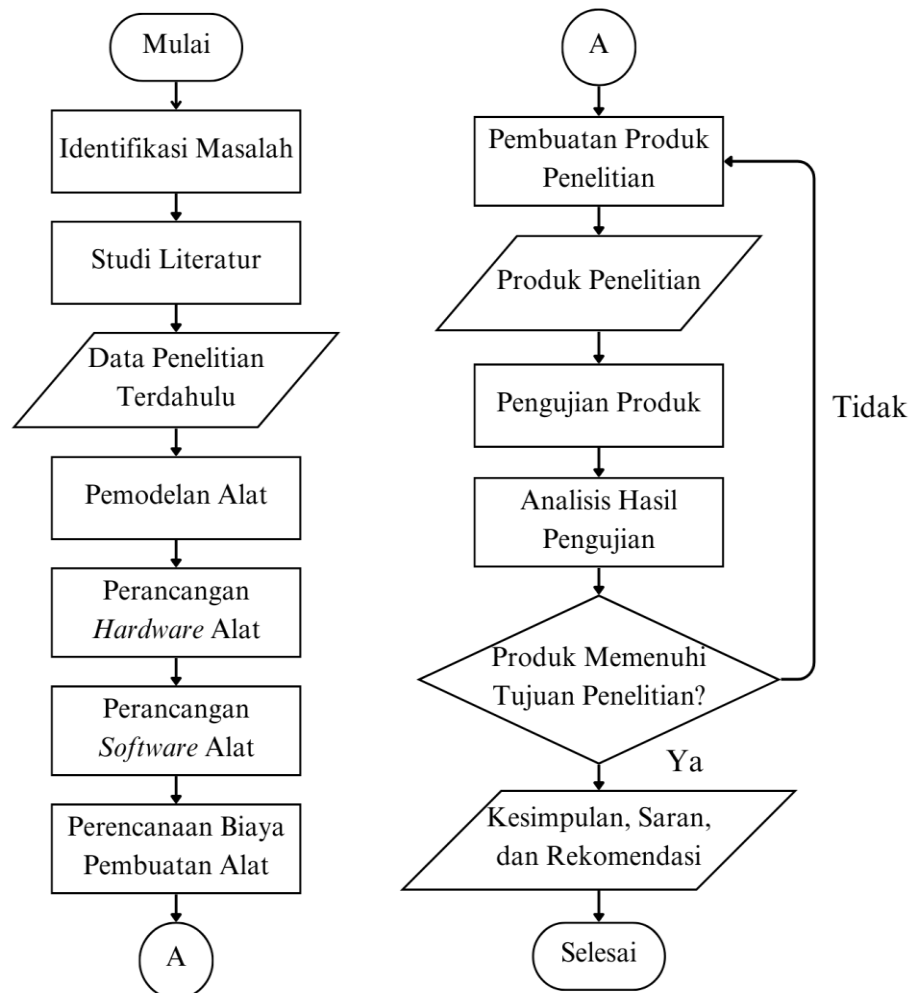 Mulai
Identifikasi Masalah
Studi Literatur
Data Penelitian
Terdahulu
Pemodelan Alat
Perancangan
Hardware Alat
Perancangan
Software Alat
Perencanaan Biaya
Pembuatan Alat
A
A
Pembuatan Produk
Penelitian
Produk Penelitian
Pengujian Produk
Analisis Hasil
Pengujian
Produk Memenuhi
Tujuan Penelitian?
Tidak
Ya
Kesimpulan, Saran,
dan Rekomendasi
Selesai